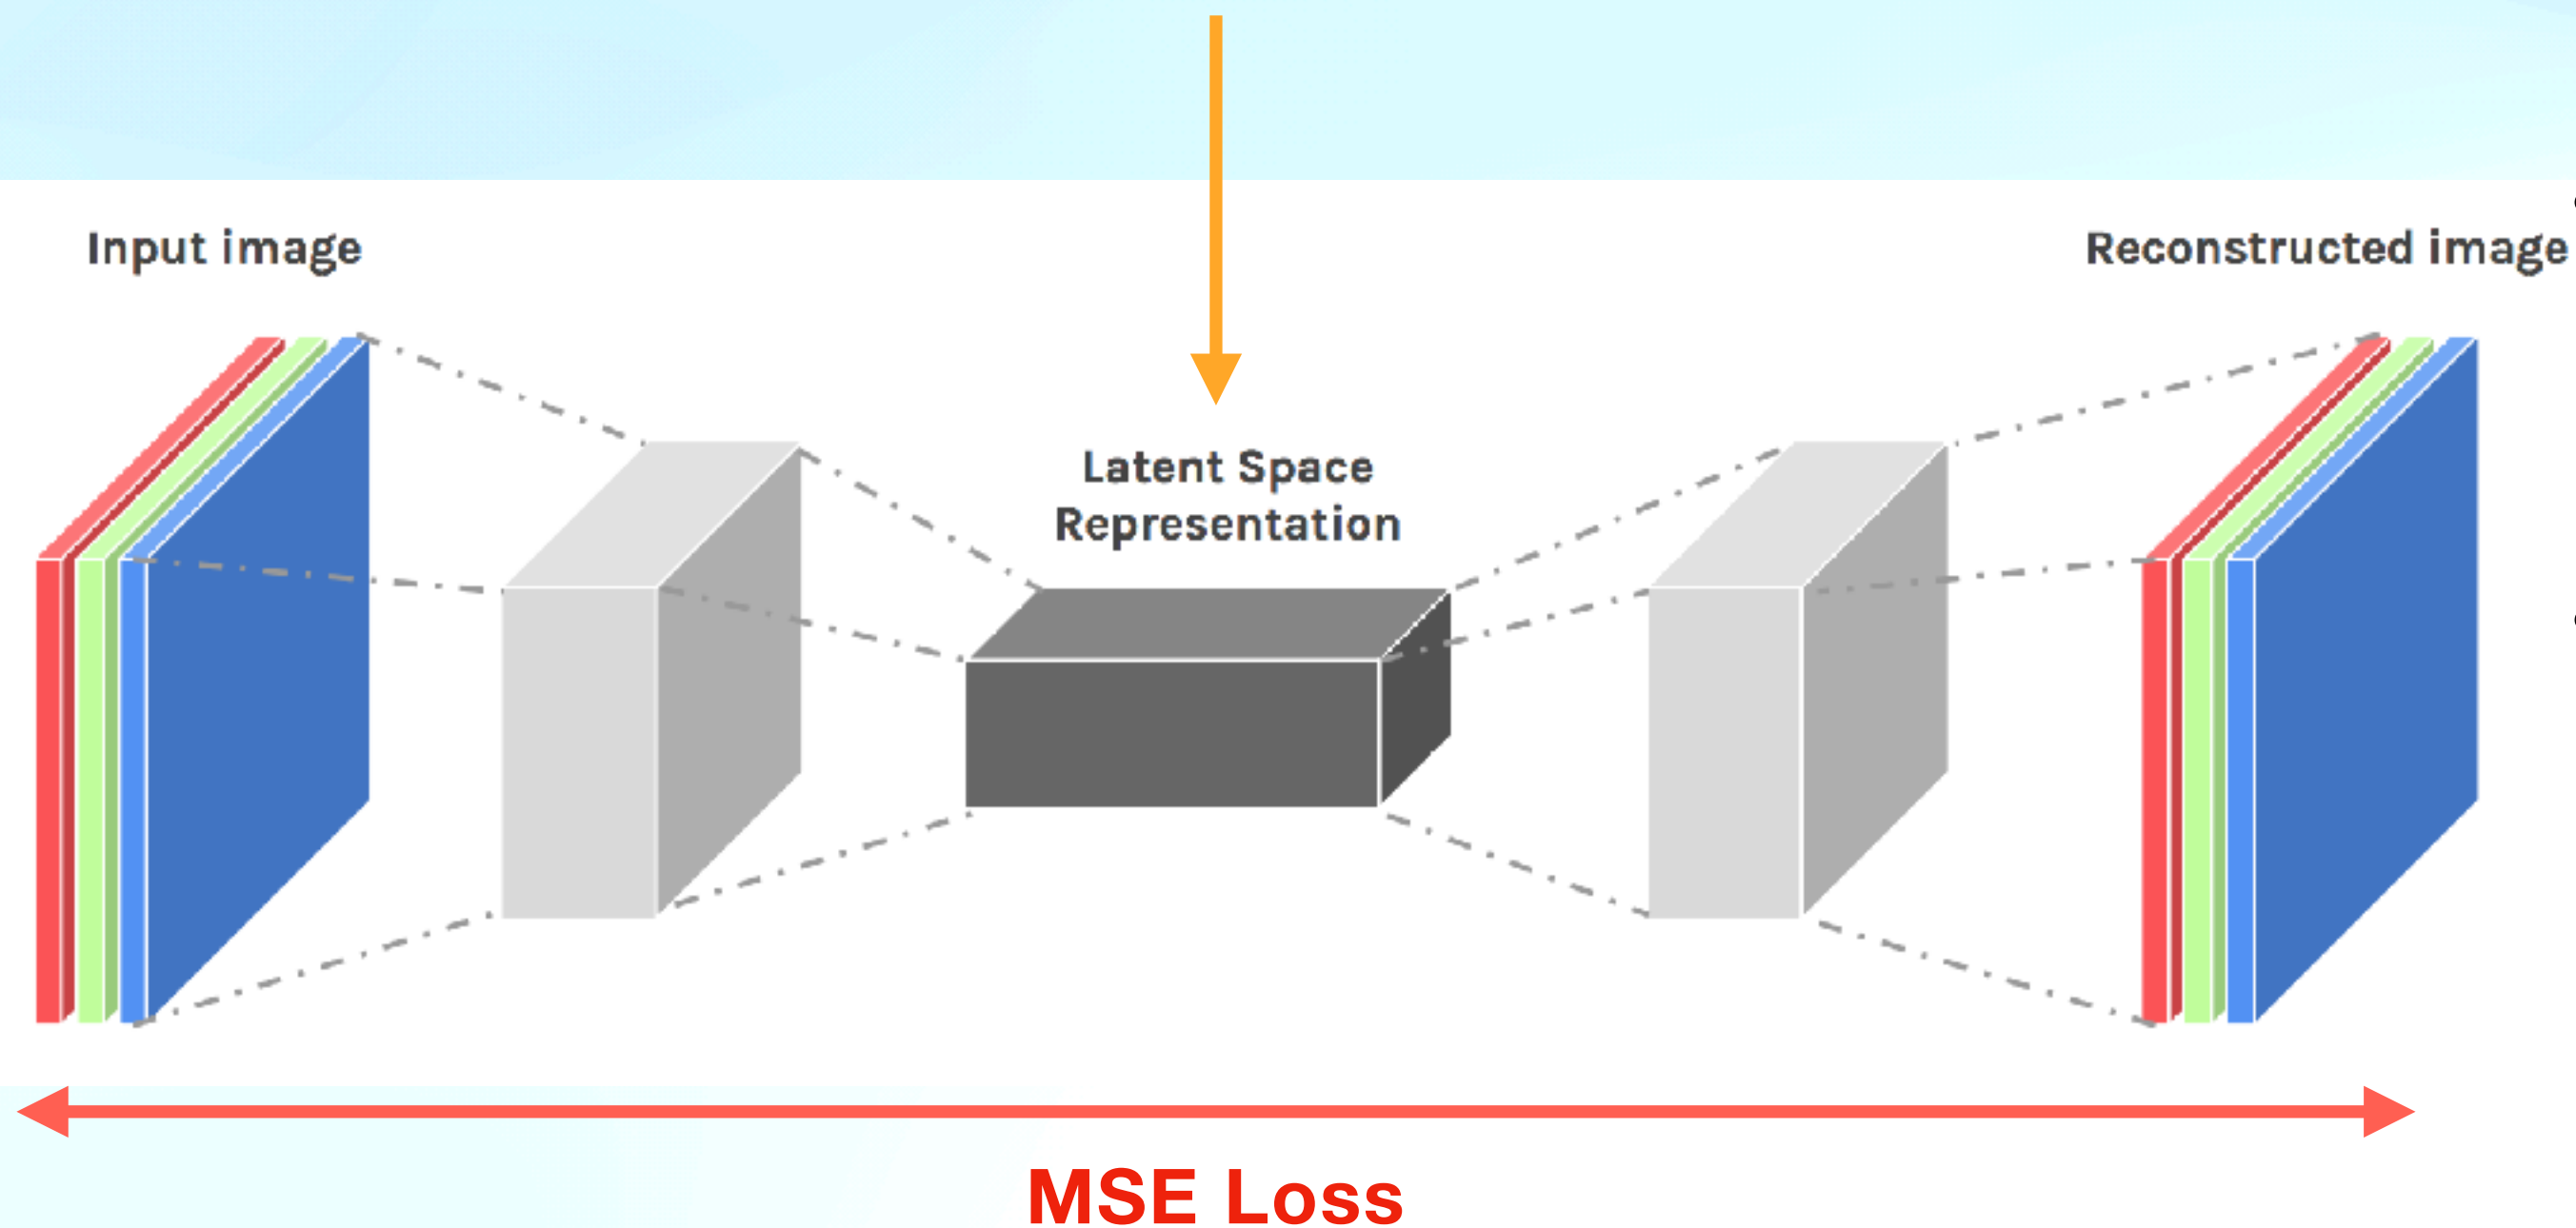 Input image
Reconstructed image
Latent Space
Representation
MSE Loss